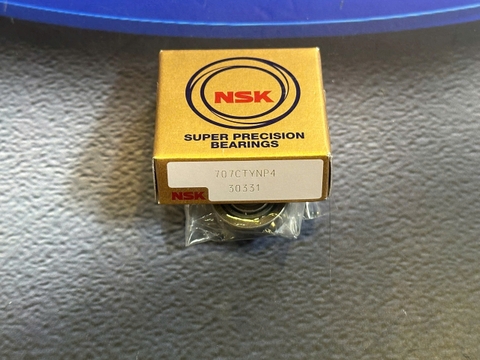 NSK
SUPER PRECISION
BEARINGS
707CTYNP4
30331
NSK